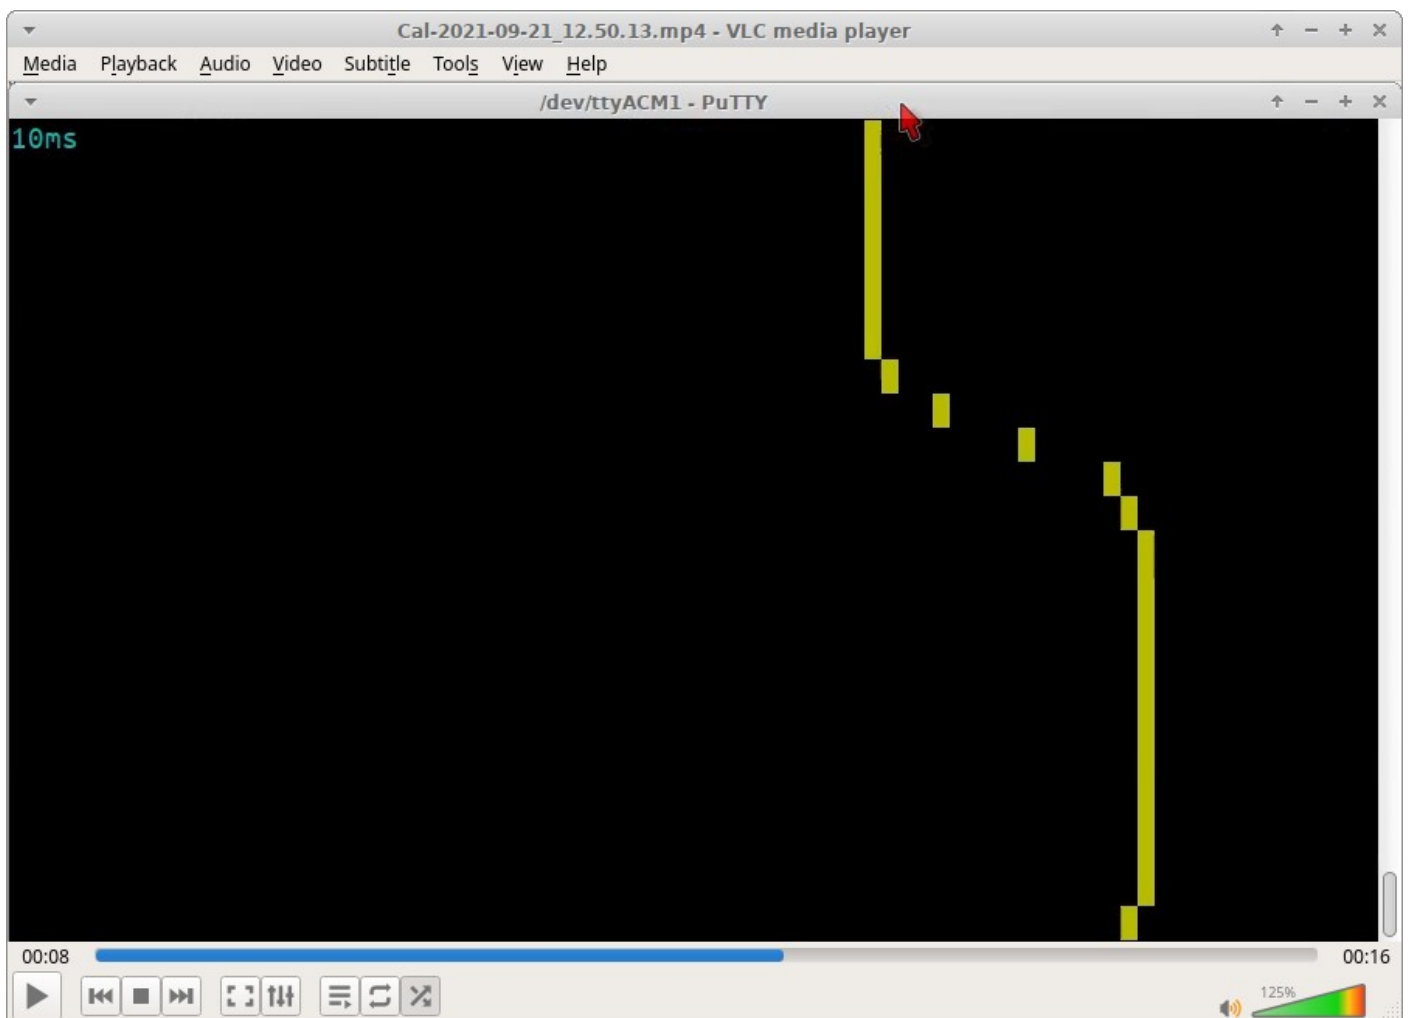 Cal-2021-09-21_12.50.13.mp4 - VLC media player
Media Playback Audio Video Subtitle Tools View Help
/dev/ttyACM1 - PuTTY
10ms
00:08 00:16
125%